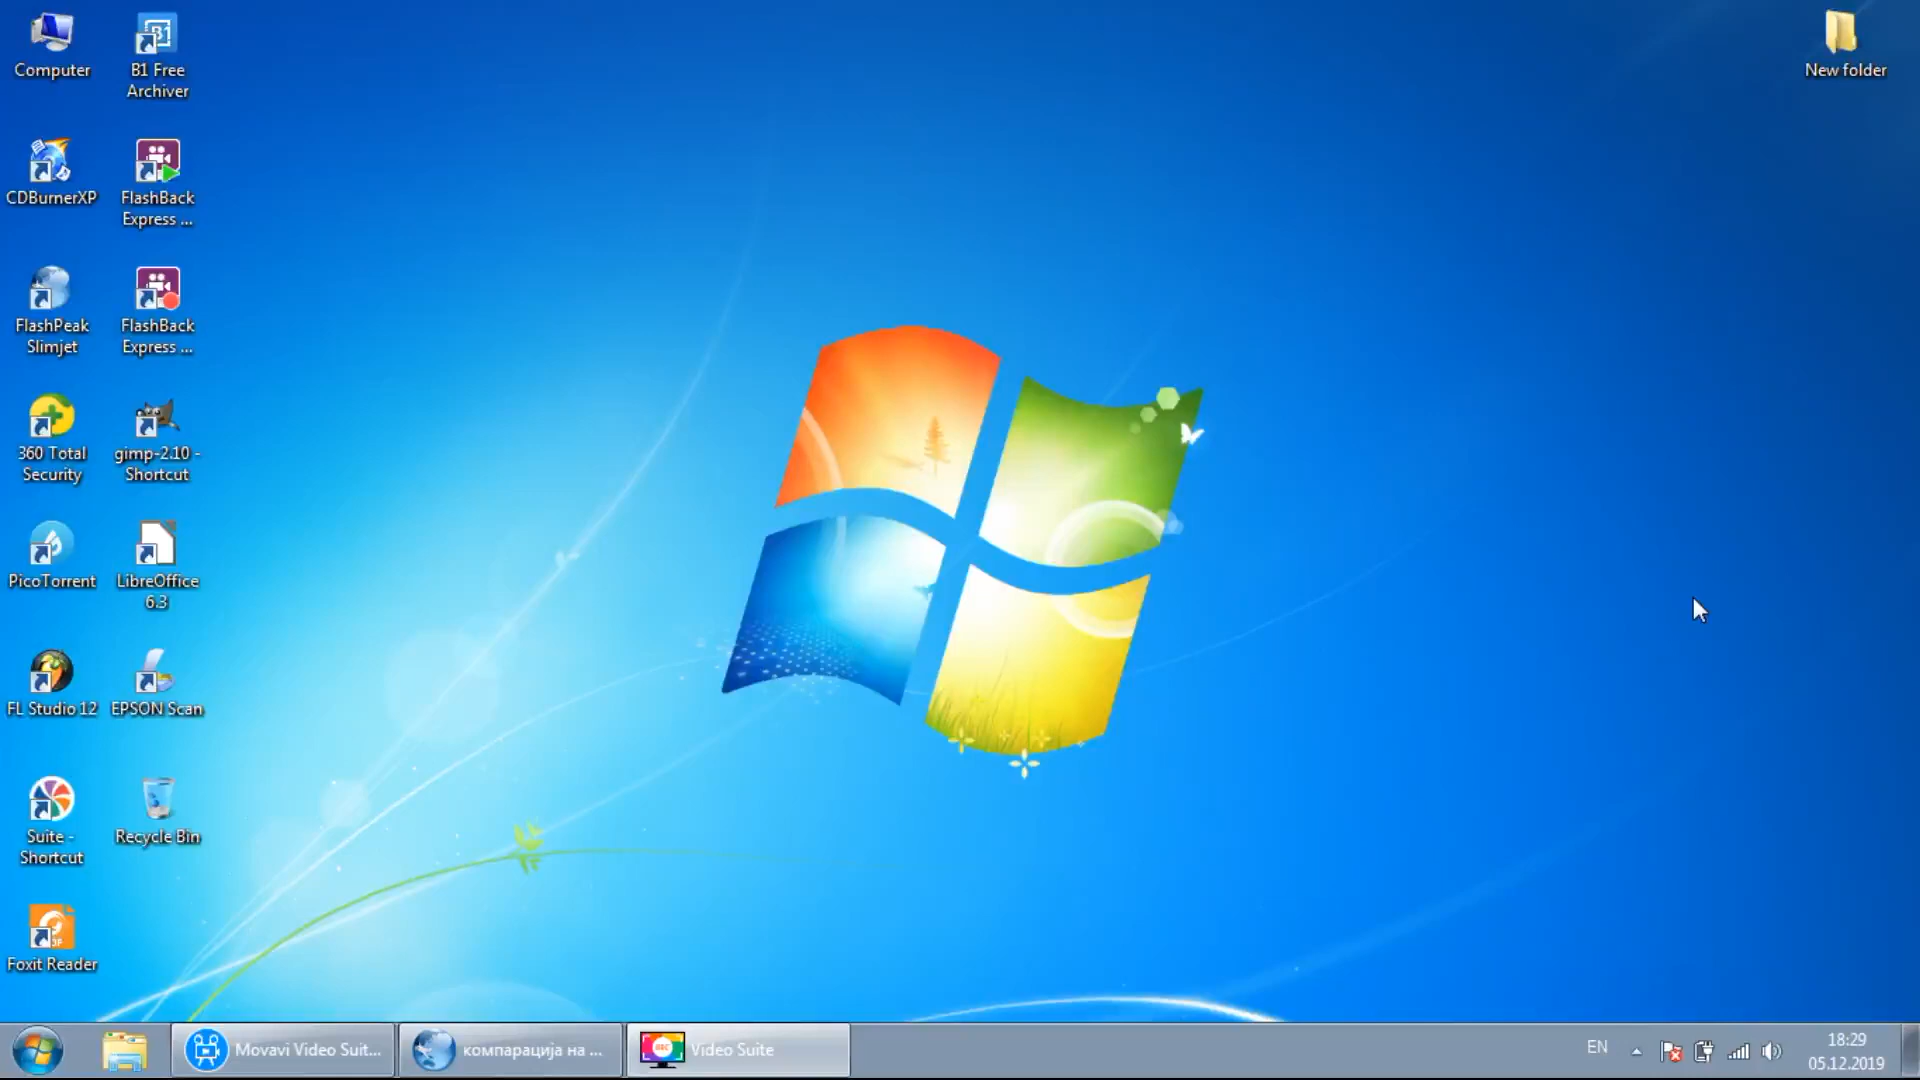 Computer
B1 Free
Archiver
New folder
CDBurnerXP
FlashBack
Express ...
FlashPeak
Slimjet
FlashBack
Express ...
360 Total
Security
gimp-2.10 -
Shortcut
PicoTorrent
LibreOffice
6.3
FL Studio 12
EPSON Scan
Suite -
Shortcut
Recycle Bin
Foxit Reader
Movavi Video Suit...
компарација на ...
Video Suite
EN
18:29
05.12.2019